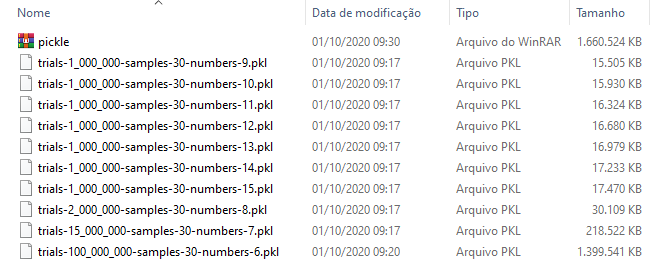 Nome Data de modificação Tipo Tamanho
pickle 01/10/2020 09:30 Arquivo do WinRAR 1.660.524 KB
trials-1_000_000-samples-30-numbers-9.pkl 01/10/2020 09:17 Arquivo PKL 15.505 KB
trials-1_000_000-samples-30-numbers-10.pkl 01/10/2020 09:17 Arquivo PKL 15.930 KB
trials-1_000_000-samples-30-numbers-11.pkl 01/10/2020 09:17 Arquivo PKL 16.324 KB
trials-1_000_000-samples-30-numbers-12.pkl 01/10/2020 09:17 Arquivo PKL 16.680 KB
trials-1_000_000-samples-30-numbers-13.pkl 01/10/2020 09:17 Arquivo PKL 16.979 KB
trials-1_000_000-samples-30-numbers-14.pkl 01/10/2020 09:17 Arquivo PKL 17.233 KB
trials-1_000_000-samples-30-numbers-15.pkl 01/10/2020 09:17 Arquivo PKL 17.470 KB
trials-2_000_000-samples-30-numbers-8.pkl 01/10/2020 09:17 Arquivo PKL 30.109 KB
trials-15_000_000-samples-30-numbers-7.pkl 01/10/2020 09:17 Arquivo PKL 218.522 KB
trials-100_000_000-samples-30-numbers-6.pkl 01/10/2020 09:20 Arquivo PKL 1.399.541 KB